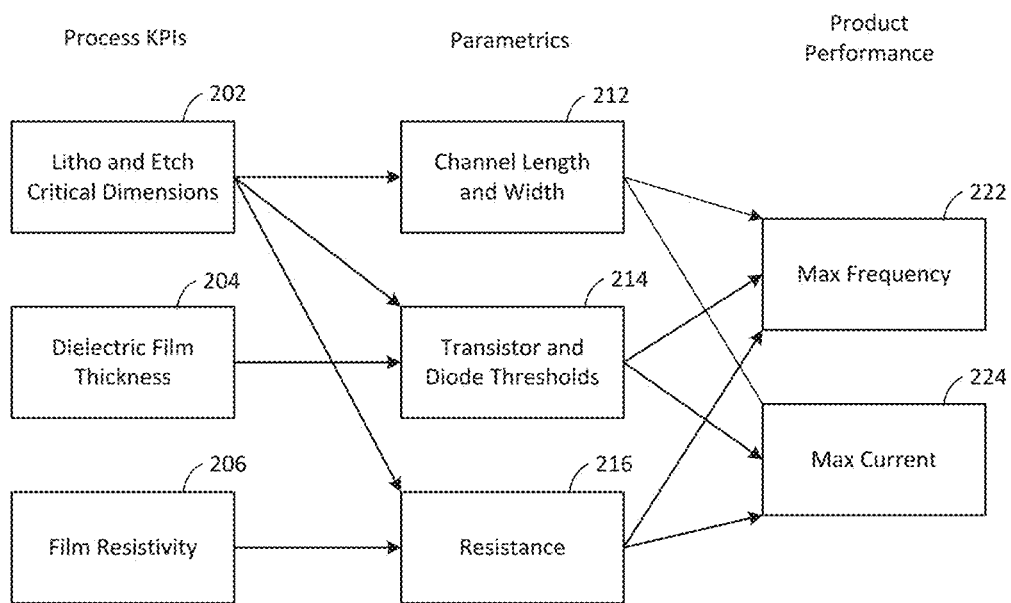 Process KPIs
Parametrics
Product
Performance
202
Litho and Etch
Critical Dimensions
212
Channel Length
and Width
222
Max Frequency
204
Dielectric Film
Thickness
214
Transistor and
Diode Thresholds
224
Max Current
206
Film Resistivity
216
Resistance